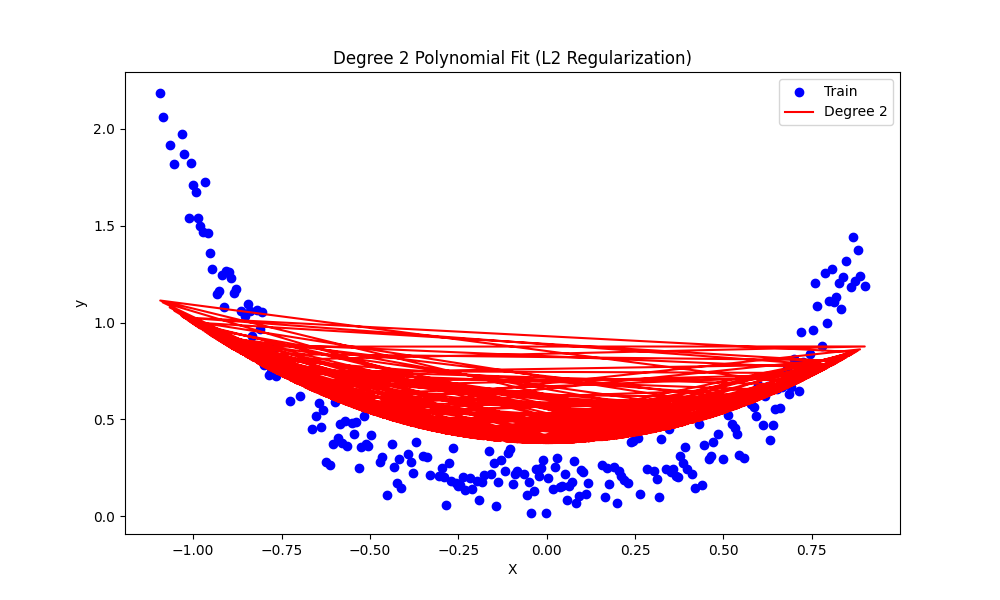 Degree 2 Polynomial Fit (L2 Regularization)
Train
Degree 2
2.0
1.5
1.0
0.5
0.0
y
−1.00 −0.75 −0.50 −0.25 0.00 0.25 0.50 0.75
X